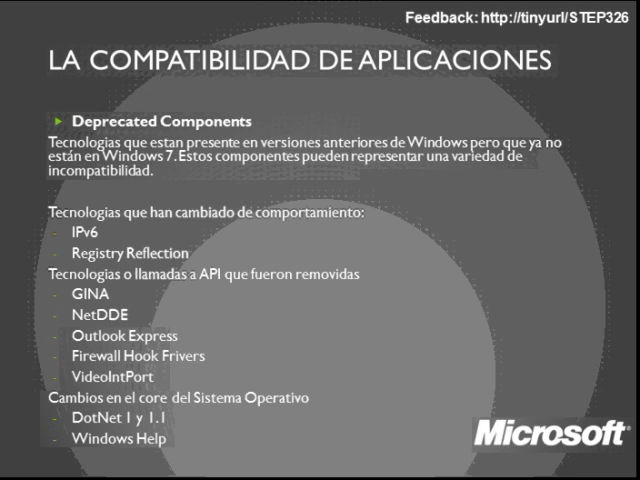 Feedback: http://tinyurl/STEP326
LA COMPATIBILIDAD DE APLICACIONES
Deprecated Components
Tecnologias que estan presente en versiones anteriores de Windows pero que ya no
están en Windows 7. Estos componentes pueden representar una variedad de
incompatibilidad.
Tecnologias que han cambiado de comportamiento:
- IPv6
- Registry Reflection
Tecnologias o llamadas a API que fueron removidas
- GINA
- NetDDE
- Outlook Express
- Firewall Hook Frivers
- VideoIntPort
Cambios en el core del Sistema Operativo
- DotNet 1 y 1.1
- Windows Help
Microsoft